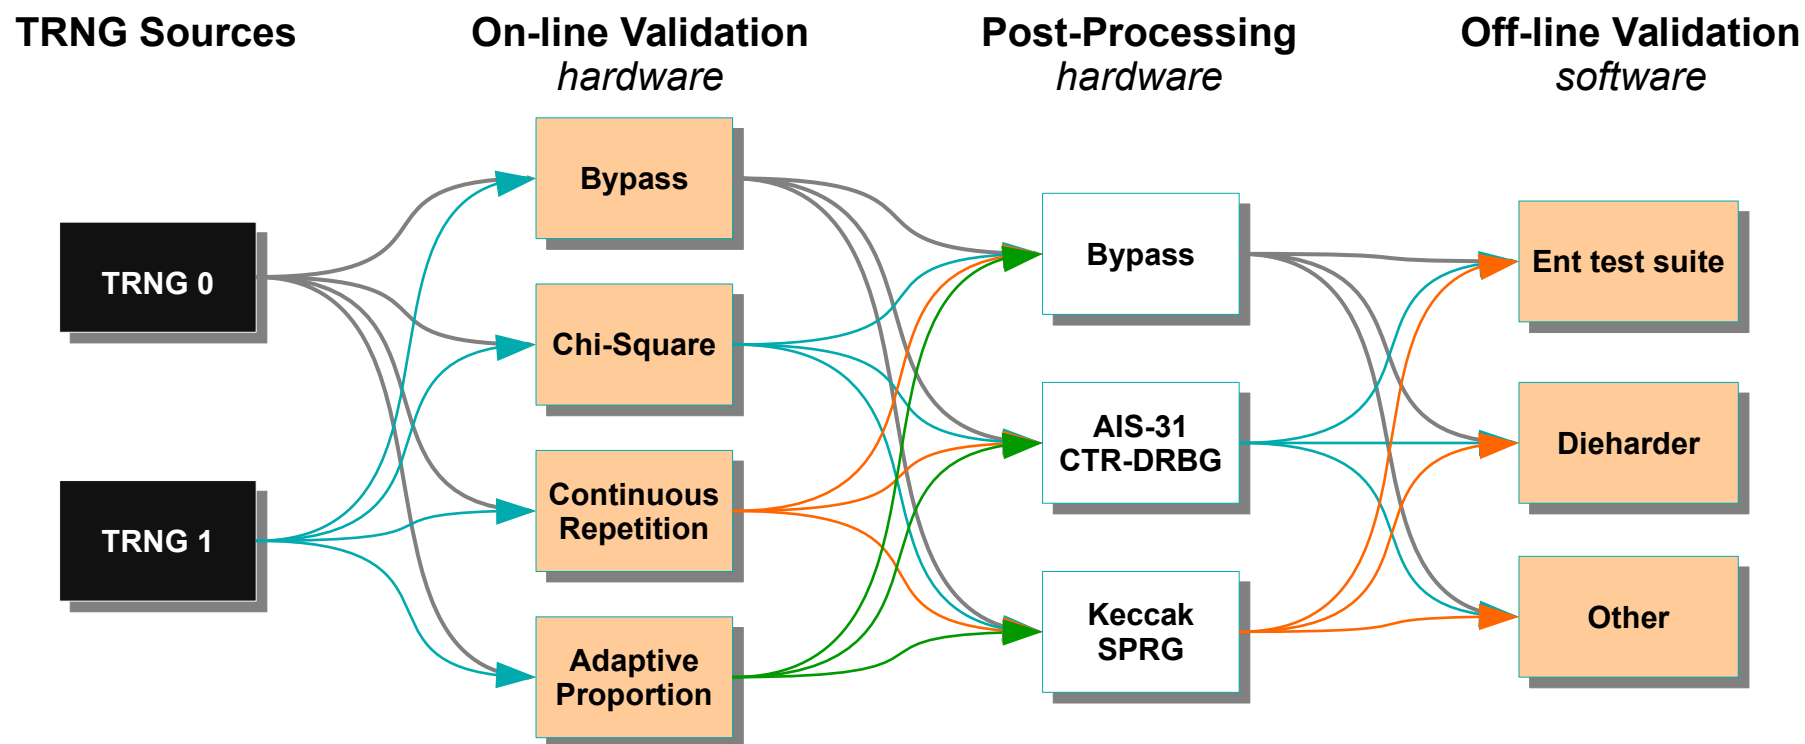 TRNG Sources
On-line Validation
hardware
Post-Processing
hardware
Off-line Validation
software
TRNG 0
TRNG 1
Bypass
Chi-Square
Continuous
Repetition
Adaptive
Proportion
Bypass
AIS-31
CTR-DRBG
Keccak
SPRG
Ent test suite
Dieharder
Other